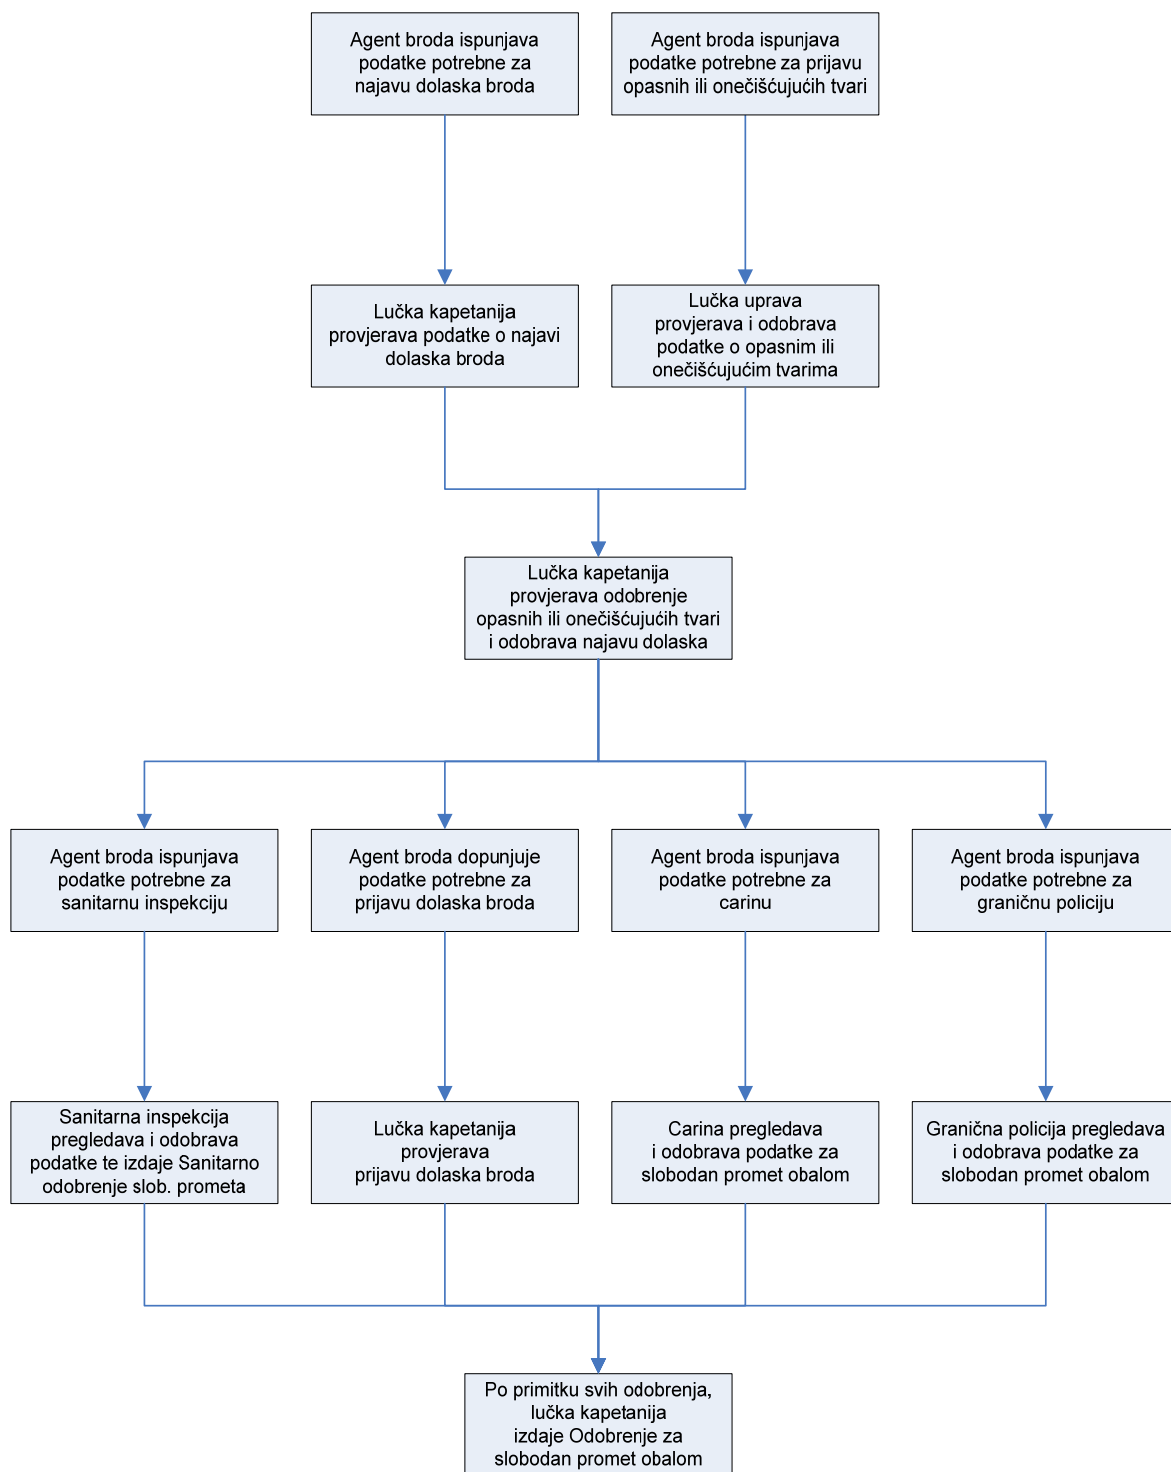 Agent broda ispunjava
podatke potrebne za
najavu dolaska broda
Agent broda ispunjava
podatke potrebne za prijavu
opasnih ili onečišćujućih tvari
Lučka kapetanija
provjerava podatke o najavi
dolaska broda
Lučka uprava
provjerava i odobrava
podatke o opasnim ili
onečišćujućim tvarima
Lučka kapetanija
provjerava odobrenje
opasnih ili onečišćujućih tvari
i odobrava najavu dolaska
Agent broda ispunjava
podatke potrebne za
sanitarnu inspekciju
Agent broda dopunjuje
podatke potrebne za
prijavu dolaska broda
Agent broda ispunjava
podatke potrebne za
carinu
Agent broda ispunjava
podatke potrebne za
graničnu policiju
Sanitarna inspekcija
pregledava i odobrava
podatke te izdaje Sanitarno
odobrenje slob. prometa
Lučka kapetanija
provjerava
prijavu dolaska broda
Carina pregledava
i odobrava podatke za
slobodan promet obalom
Granična policija pregledava
i odobrava podatke za
slobodan promet obalom
Po primitku svih odobrenja,
lučka kapetanija
izdaje Odobrenje za
slobodan promet obalom